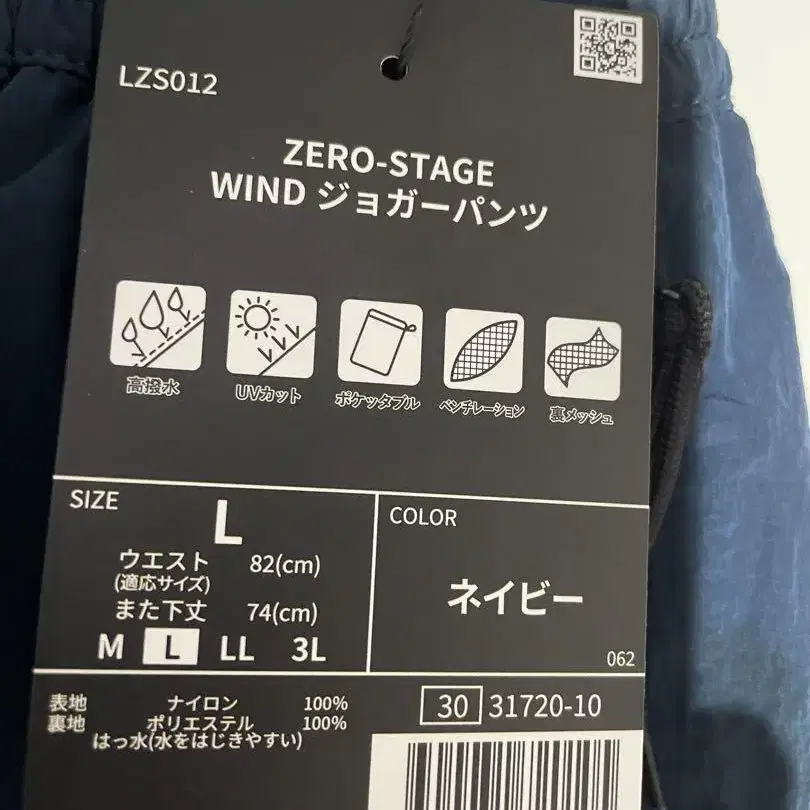 LZS012
ZERO-STAGE
WIND ジョガーパンツ
高撥水
UVカット
ポケッタブル
ベンチレーション
裏メッシュ
SIZE
L
ウエスト 82(cm)
(適応サイズ)
また下丈 74(cm)
M L LL 3L
COLOR
ネイビー
062
表地 ナイロン 100%
裏地 ポリエステル 100%
はっ水(水をはじきやすい)
30 31720-10